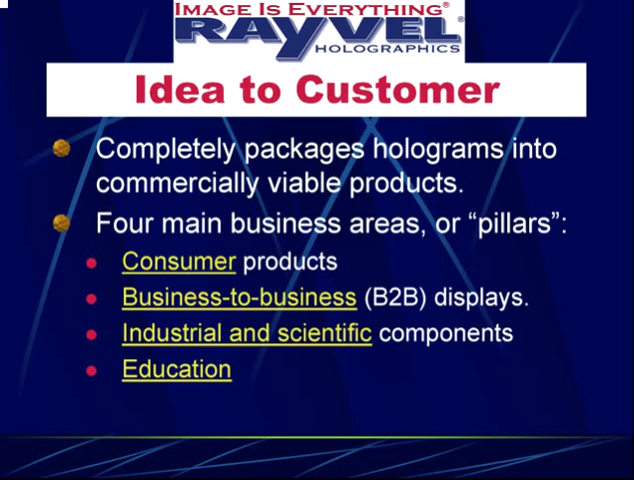 IMAGE IS EVERYTHING®
RAYVEL®
HOLOGRAPHICS
Idea to Customer
Completely packages holograms into
commercially viable products.
Four main business areas, or “pillars”:
Consumer products
Business-to-business (B2B) displays.
Industrial and scientific components
Education